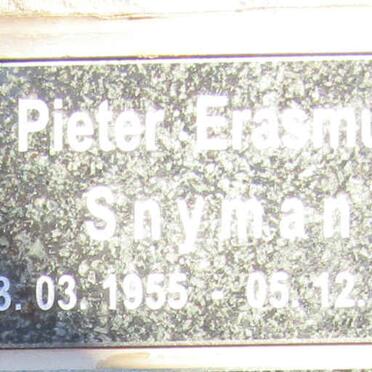 Pieter Erasmu
Snyman
3. 03. 1955 - 05. 12.